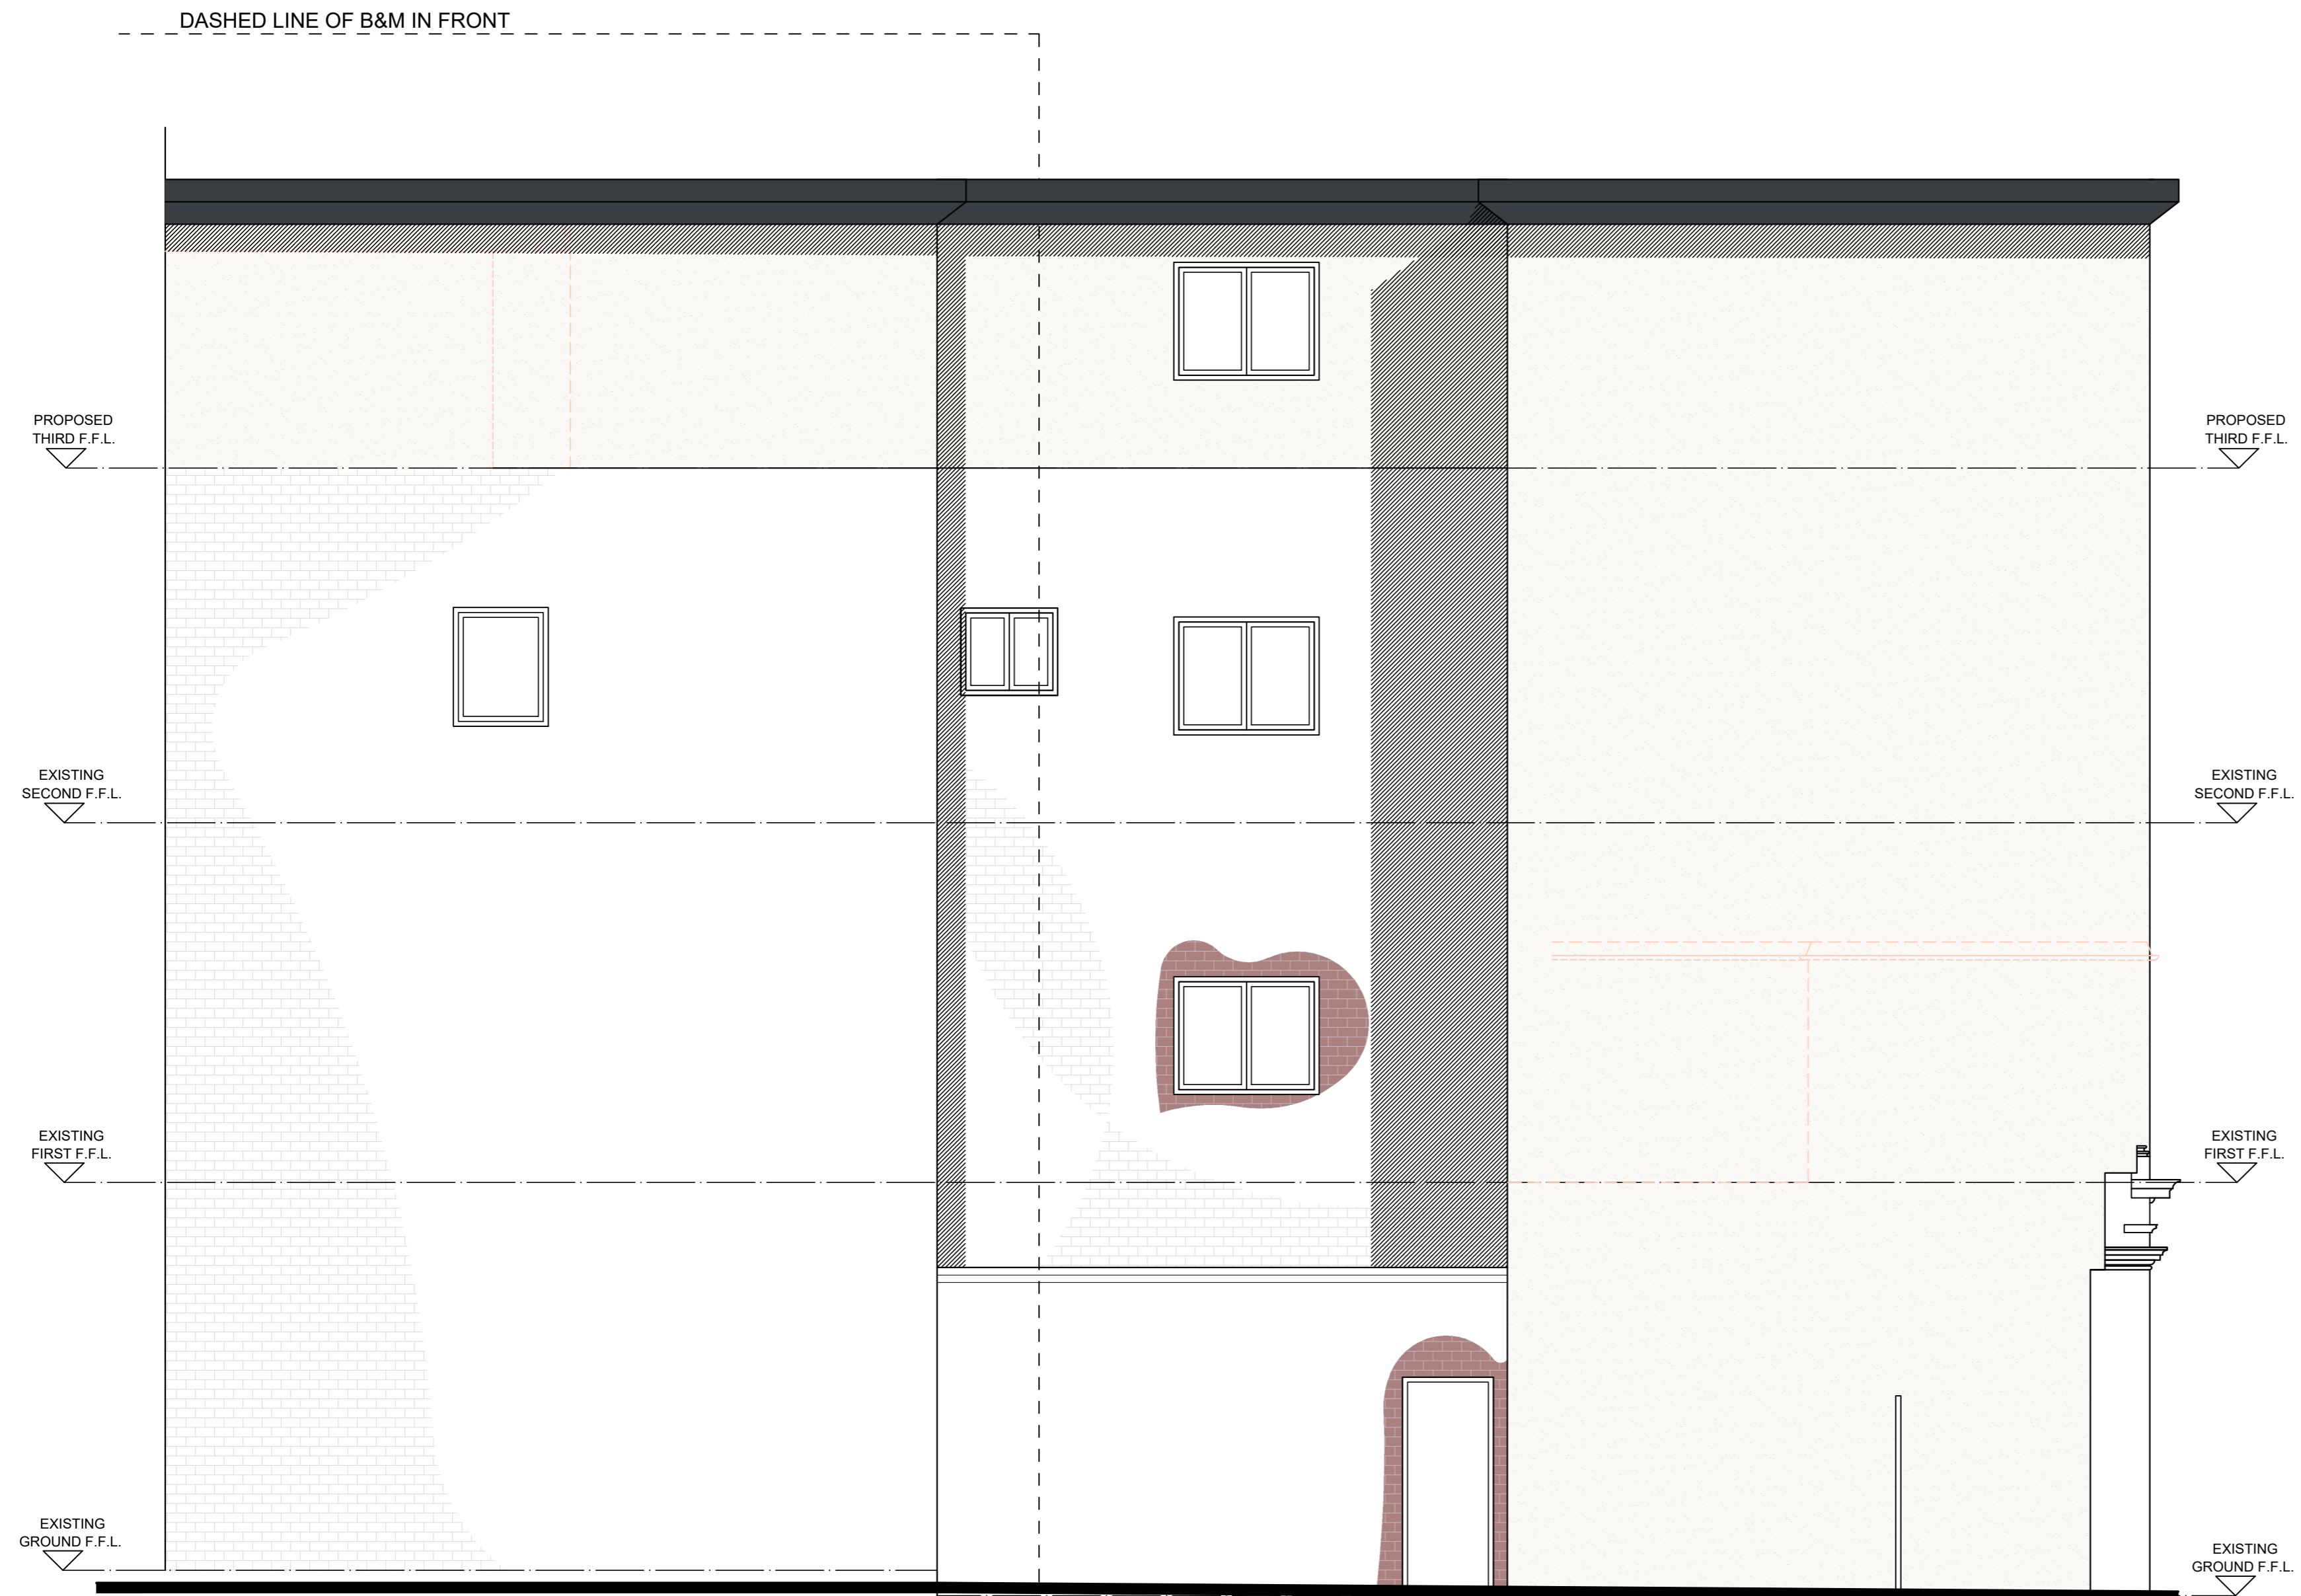 DASHED LINE OF B&M IN FRONT
PROPOSED
THIRD F.F.L.
PROPOSED
THIRD F.F.L.
EXISTING
SECOND F.F.L.
EXISTING
SECOND F.F.L.
EXISTING
FIRST F.F.L.
EXISTING
FIRST F.F.L.
EXISTING
GROUND F.F.L.
EXISTING
GROUND F.F.L.